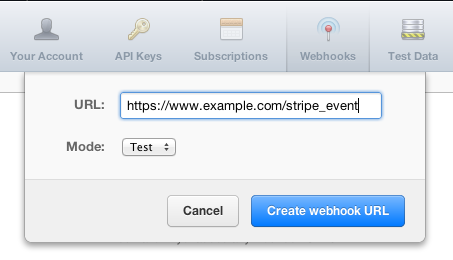 Your Account API Keys Subscriptions Webhooks Test Data
URL: https://www.example.com/stripe_event
Mode: Test
Cancel Create webhook URL